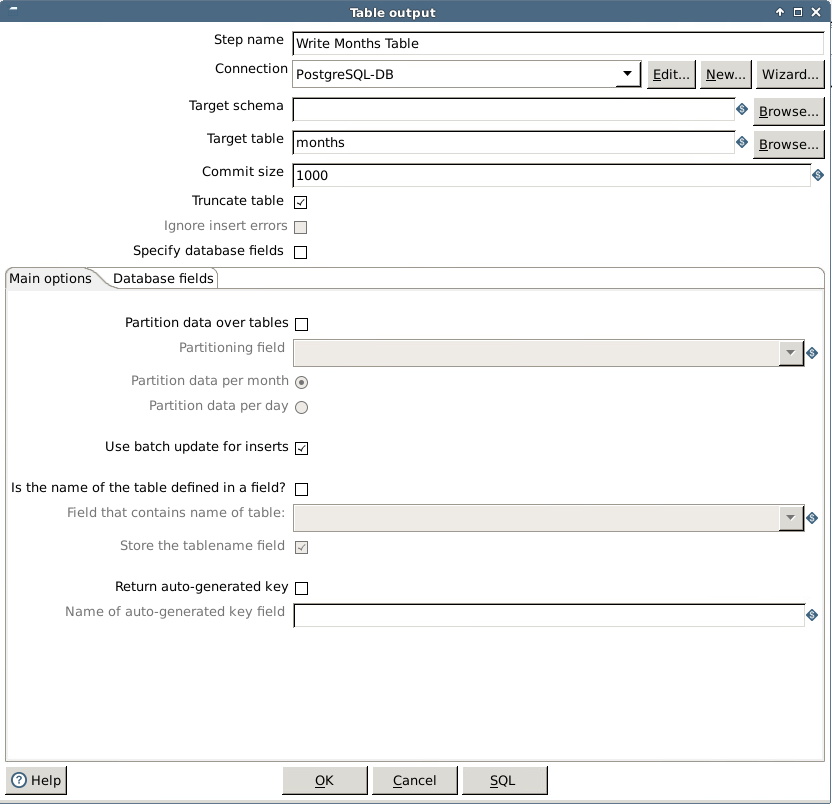 Table output
Step name Write Months Table
Connection PostgreSQL-DB Edit... New... Wizard...
Target schema Browse...
Target table months Browse...
Commit size 1000
Truncate table
Ignore insert errors
Specify database fields
Main options Database fields
Partition data over tables
Partitioning field
Partition data per month
Partition data per day
Use batch update for inserts
Is the name of the table defined in a field?
Field that contains name of table:
Store the tablename field
Return auto-generated key
Name of auto-generated key field
Help OK Cancel SQL